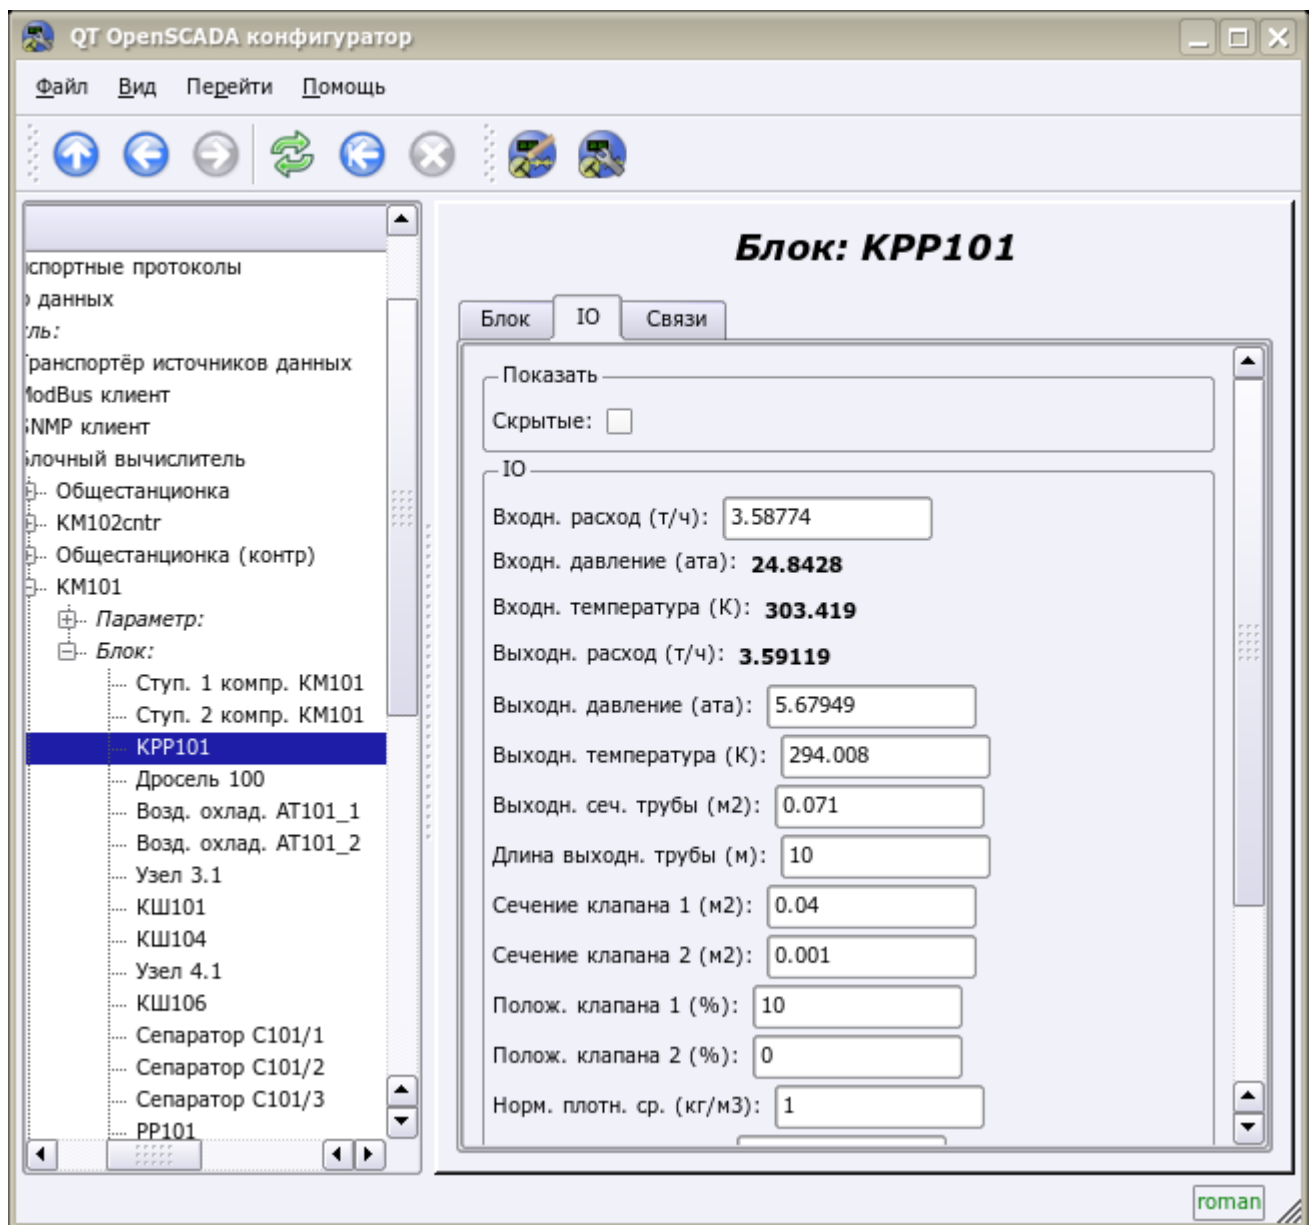 QT OpenSCADA конфигуратор
Файл Вид Перейти Помощь
Блок: KPP101
спортные протоколы
данных
ль:
ранспортёр источников данных
ModBus клиент
SNMP клиент
лочный вычислитель
Общестанционка
KM102cntr
Общестанционка (контр)
KM101
Параметр:
Блок:
Ступ. 1 компр. KM101
Ступ. 2 компр. KM101
KPP101
Дросель 100
Возд. охлад. AT101_1
Возд. охлад. AT101_2
Узел 3.1
КШ101
КШ104
Узел 4.1
КШ106
Сепаратор С101/1
Сепаратор С101/2
Сепаратор С101/3
PP101
Блок IO Связи
Показать
Скрытые:
IO
Входн. расход (т/ч): 3.58774
Входн. давление (ата): 24.8428
Входн. температура (К): 303.419
Выходн. расход (т/ч): 3.59119
Выходн. давление (ата): 5.67949
Выходн. температура (К): 294.008
Выходн. сеч. трубы (м2): 0.071
Длина выходн. трубы (м): 10
Сечение клапана 1 (м2): 0.04
Сечение клапана 2 (м2): 0.001
Полож. клапана 1 (%): 10
Полож. клапана 2 (%): 0
Норм. плотн. ср. (кг/м3): 1
roman